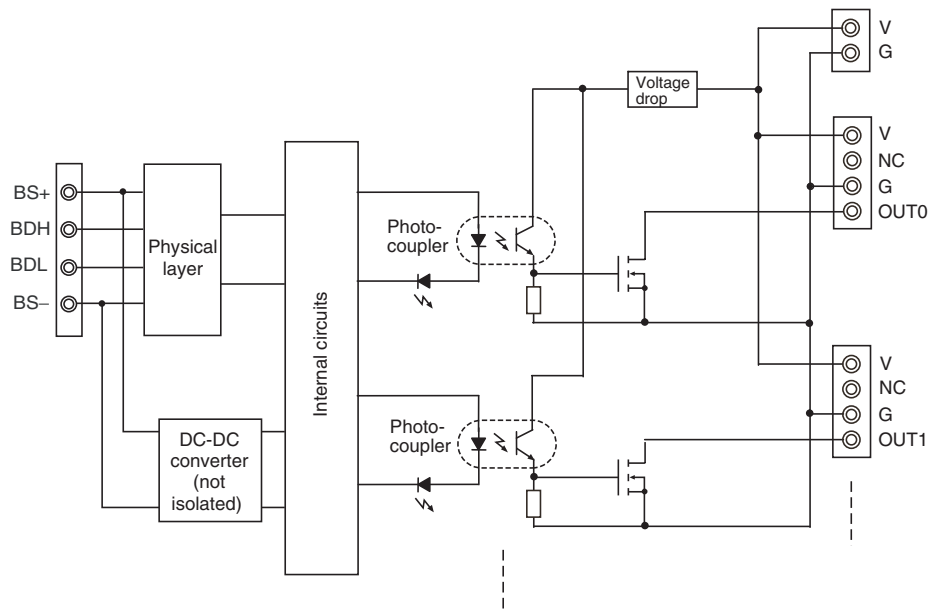 V
G
Voltage
drop
V
NC
G
OUT0
BS+
BDH
BDL
BS–
Physical
layer
Internal circuits
Photo-
coupler
V
NC
G
OUT1
Photo-
coupler
DC-DC
converter
(not
isolated)